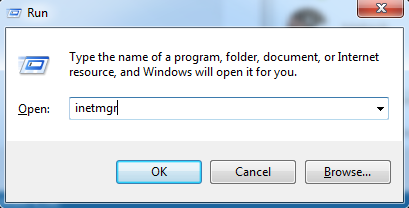 Run
Type the name of a program, folder, document, or Internet
resource, and Windows will open it for you.
Open: inetmgr
OK Cancel Browse...